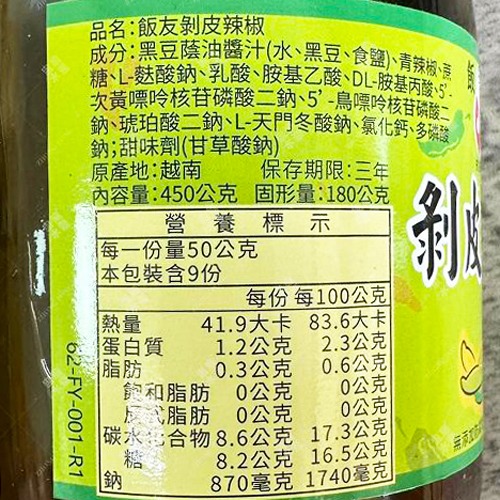 品名:飯友剝皮辣椒
成分:黑豆蔭油醬汁(水、黑豆、食鹽)、青辣椒、蔗
糖、L-麩酸鈉、乳酸、胺基乙酸、DL-胺基丙酸、5'-
次黃嘌呤核苷磷酸二鈉、5'-鳥嘌呤核苷磷酸二
鈉、琥珀酸二鈉、L-天門冬酸鈉、氯化鈣、多磷酸
鈉;甜味劑(甘草酸鈉)
原產地:越南 保存期限:三年
內容量:450公克 固形量:180公克
營養標示
每一份量50公克
本包裝含9份
每份 每100公克
熱量 41.9大卡 83.6大卡
蛋白質 1.2公克 2.3公克
脂肪 0.3公克 0.6公克
飽和脂肪 0公克 0公克
反式脂肪 0公克 0公克
碳水化合物 8.6公克 17.3公克
糖 8.2公克 16.5公克
鈉 870毫克 1740毫克
62-FY-001-R1
飯
剝皮
無添加